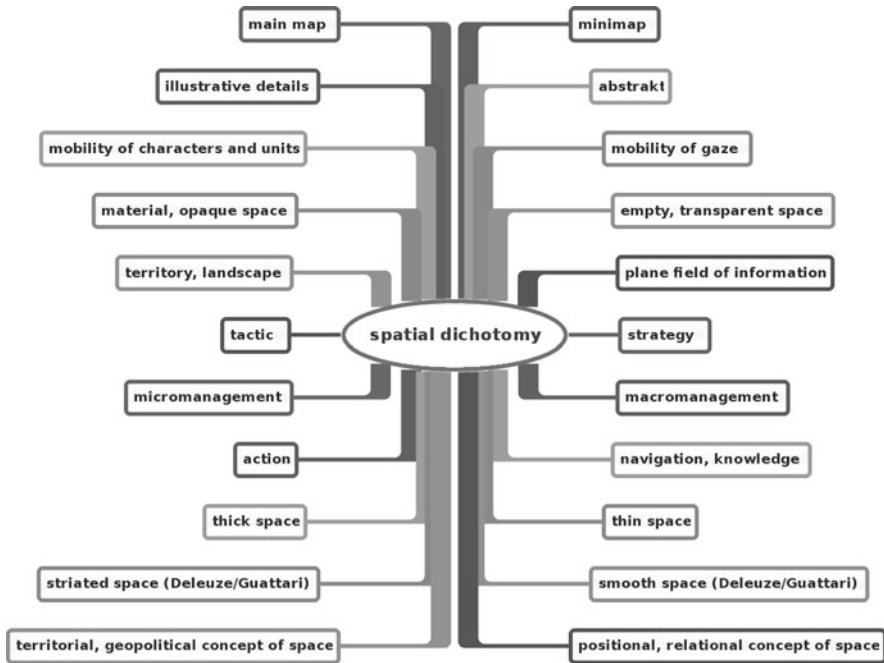 main map
minimap
illustrative details
abstrakt
mobility of characters and units
mobility of gaze
material, opaque space
empty, transparent space
territory, landscape
plane field of information
tactic
spatial dichotomy
strategy
micromanagement
macromanagement
action
navigation, knowledge
thick space
thin space
striated space (Deleuze/Guattari)
smooth space (Deleuze/Guattari)
territorial, geopolitical concept of space
positional, relational concept of space